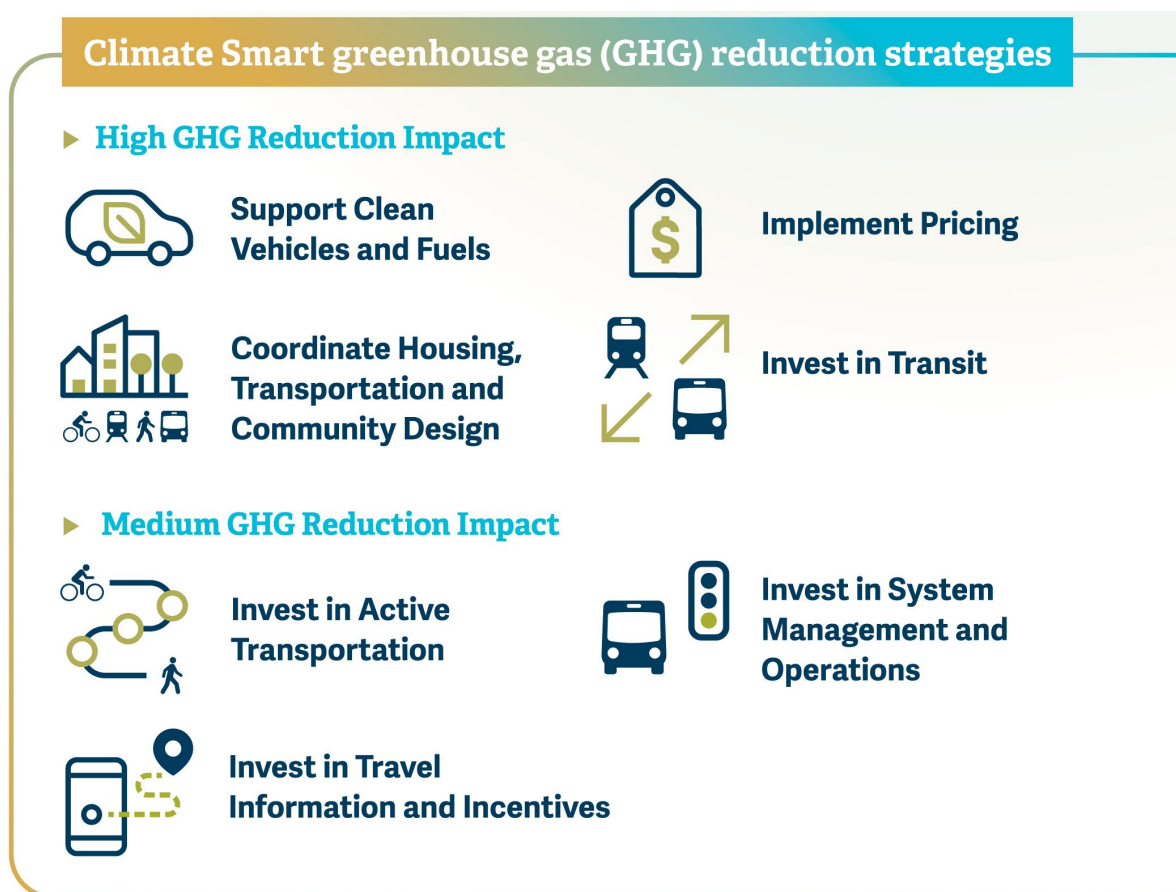 Climate Smart greenhouse gas (GHG) reduction strategies
High GHG Reduction Impact
Support Clean
Vehicles and Fuels
Implement Pricing
$
Coordinate Housing,
Transportation and
Community Design
Invest in Transit
Medium GHG Reduction Impact
Invest in Active
Transportation
Invest in System
Management and
Operations
Invest in Travel
Information and Incentives